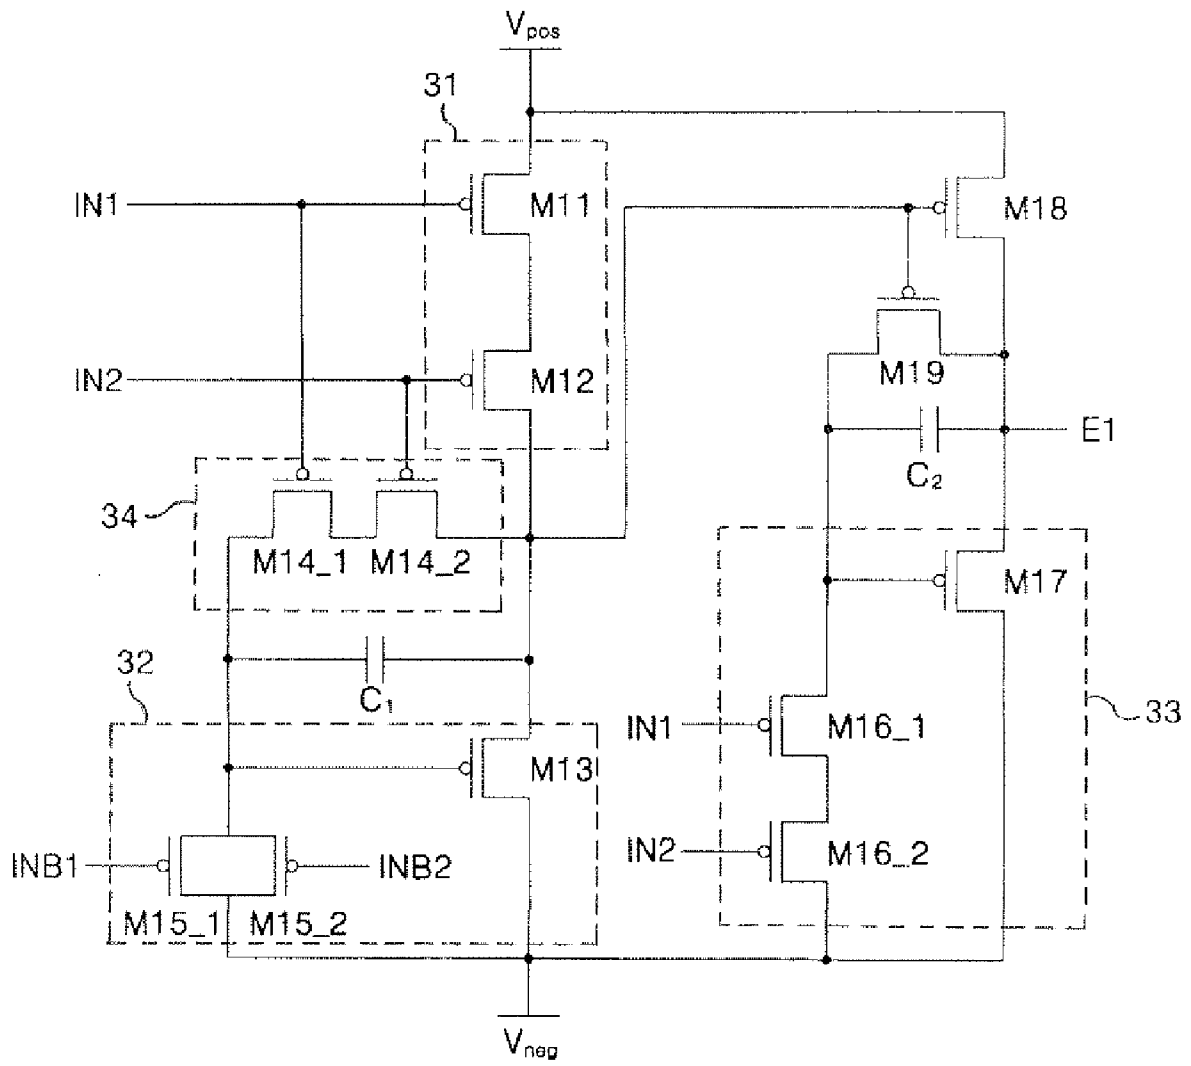 Vpos
31
IN1
M11
M18
IN2
M12
M19
E1
C2
34
M14_1
M14_2
M17
32
C1
33
IN1
M16_1
M13
IN2
M16_2
INB1
INB2
M15_1
M15_2
Vneg